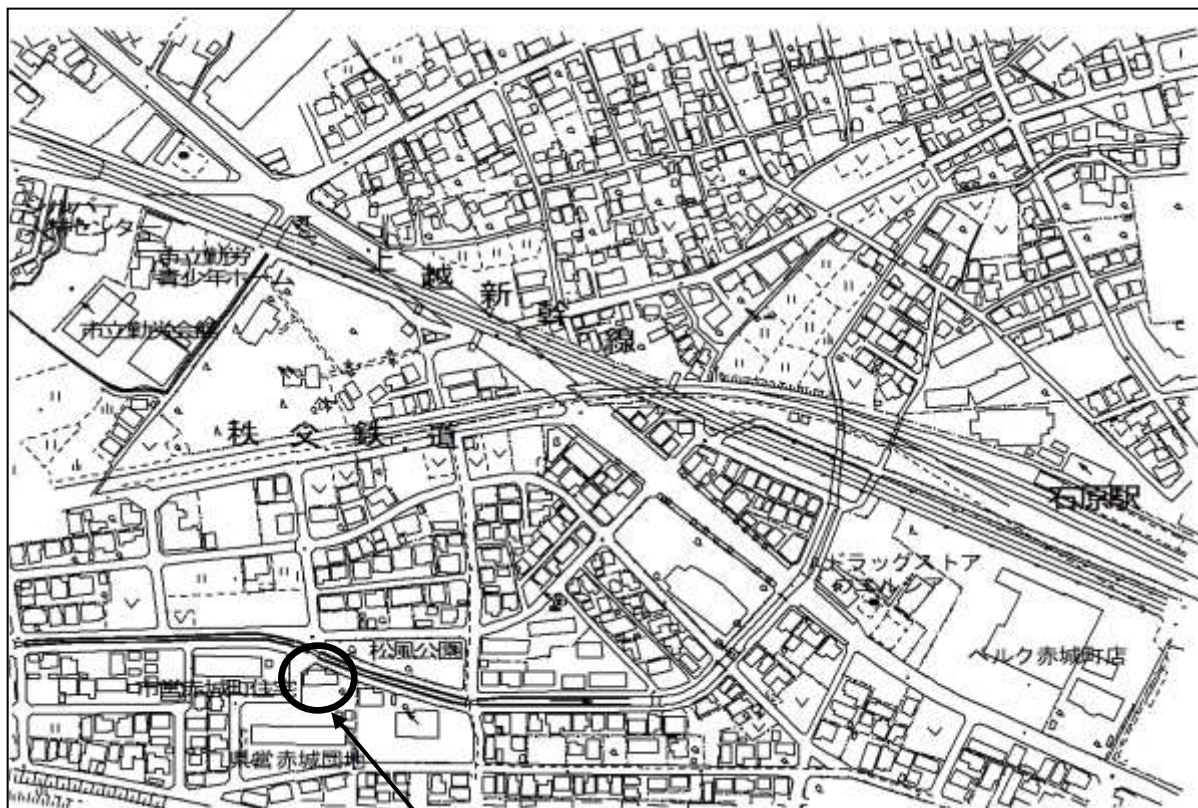 市立勤労
青少年ホーム
市立勤労会館
上越新幹線
秩父鉄道
石原駅
ドラッグストア
松風公園
ベルク赤城町店
市営赤城町住宅
県営赤城団地